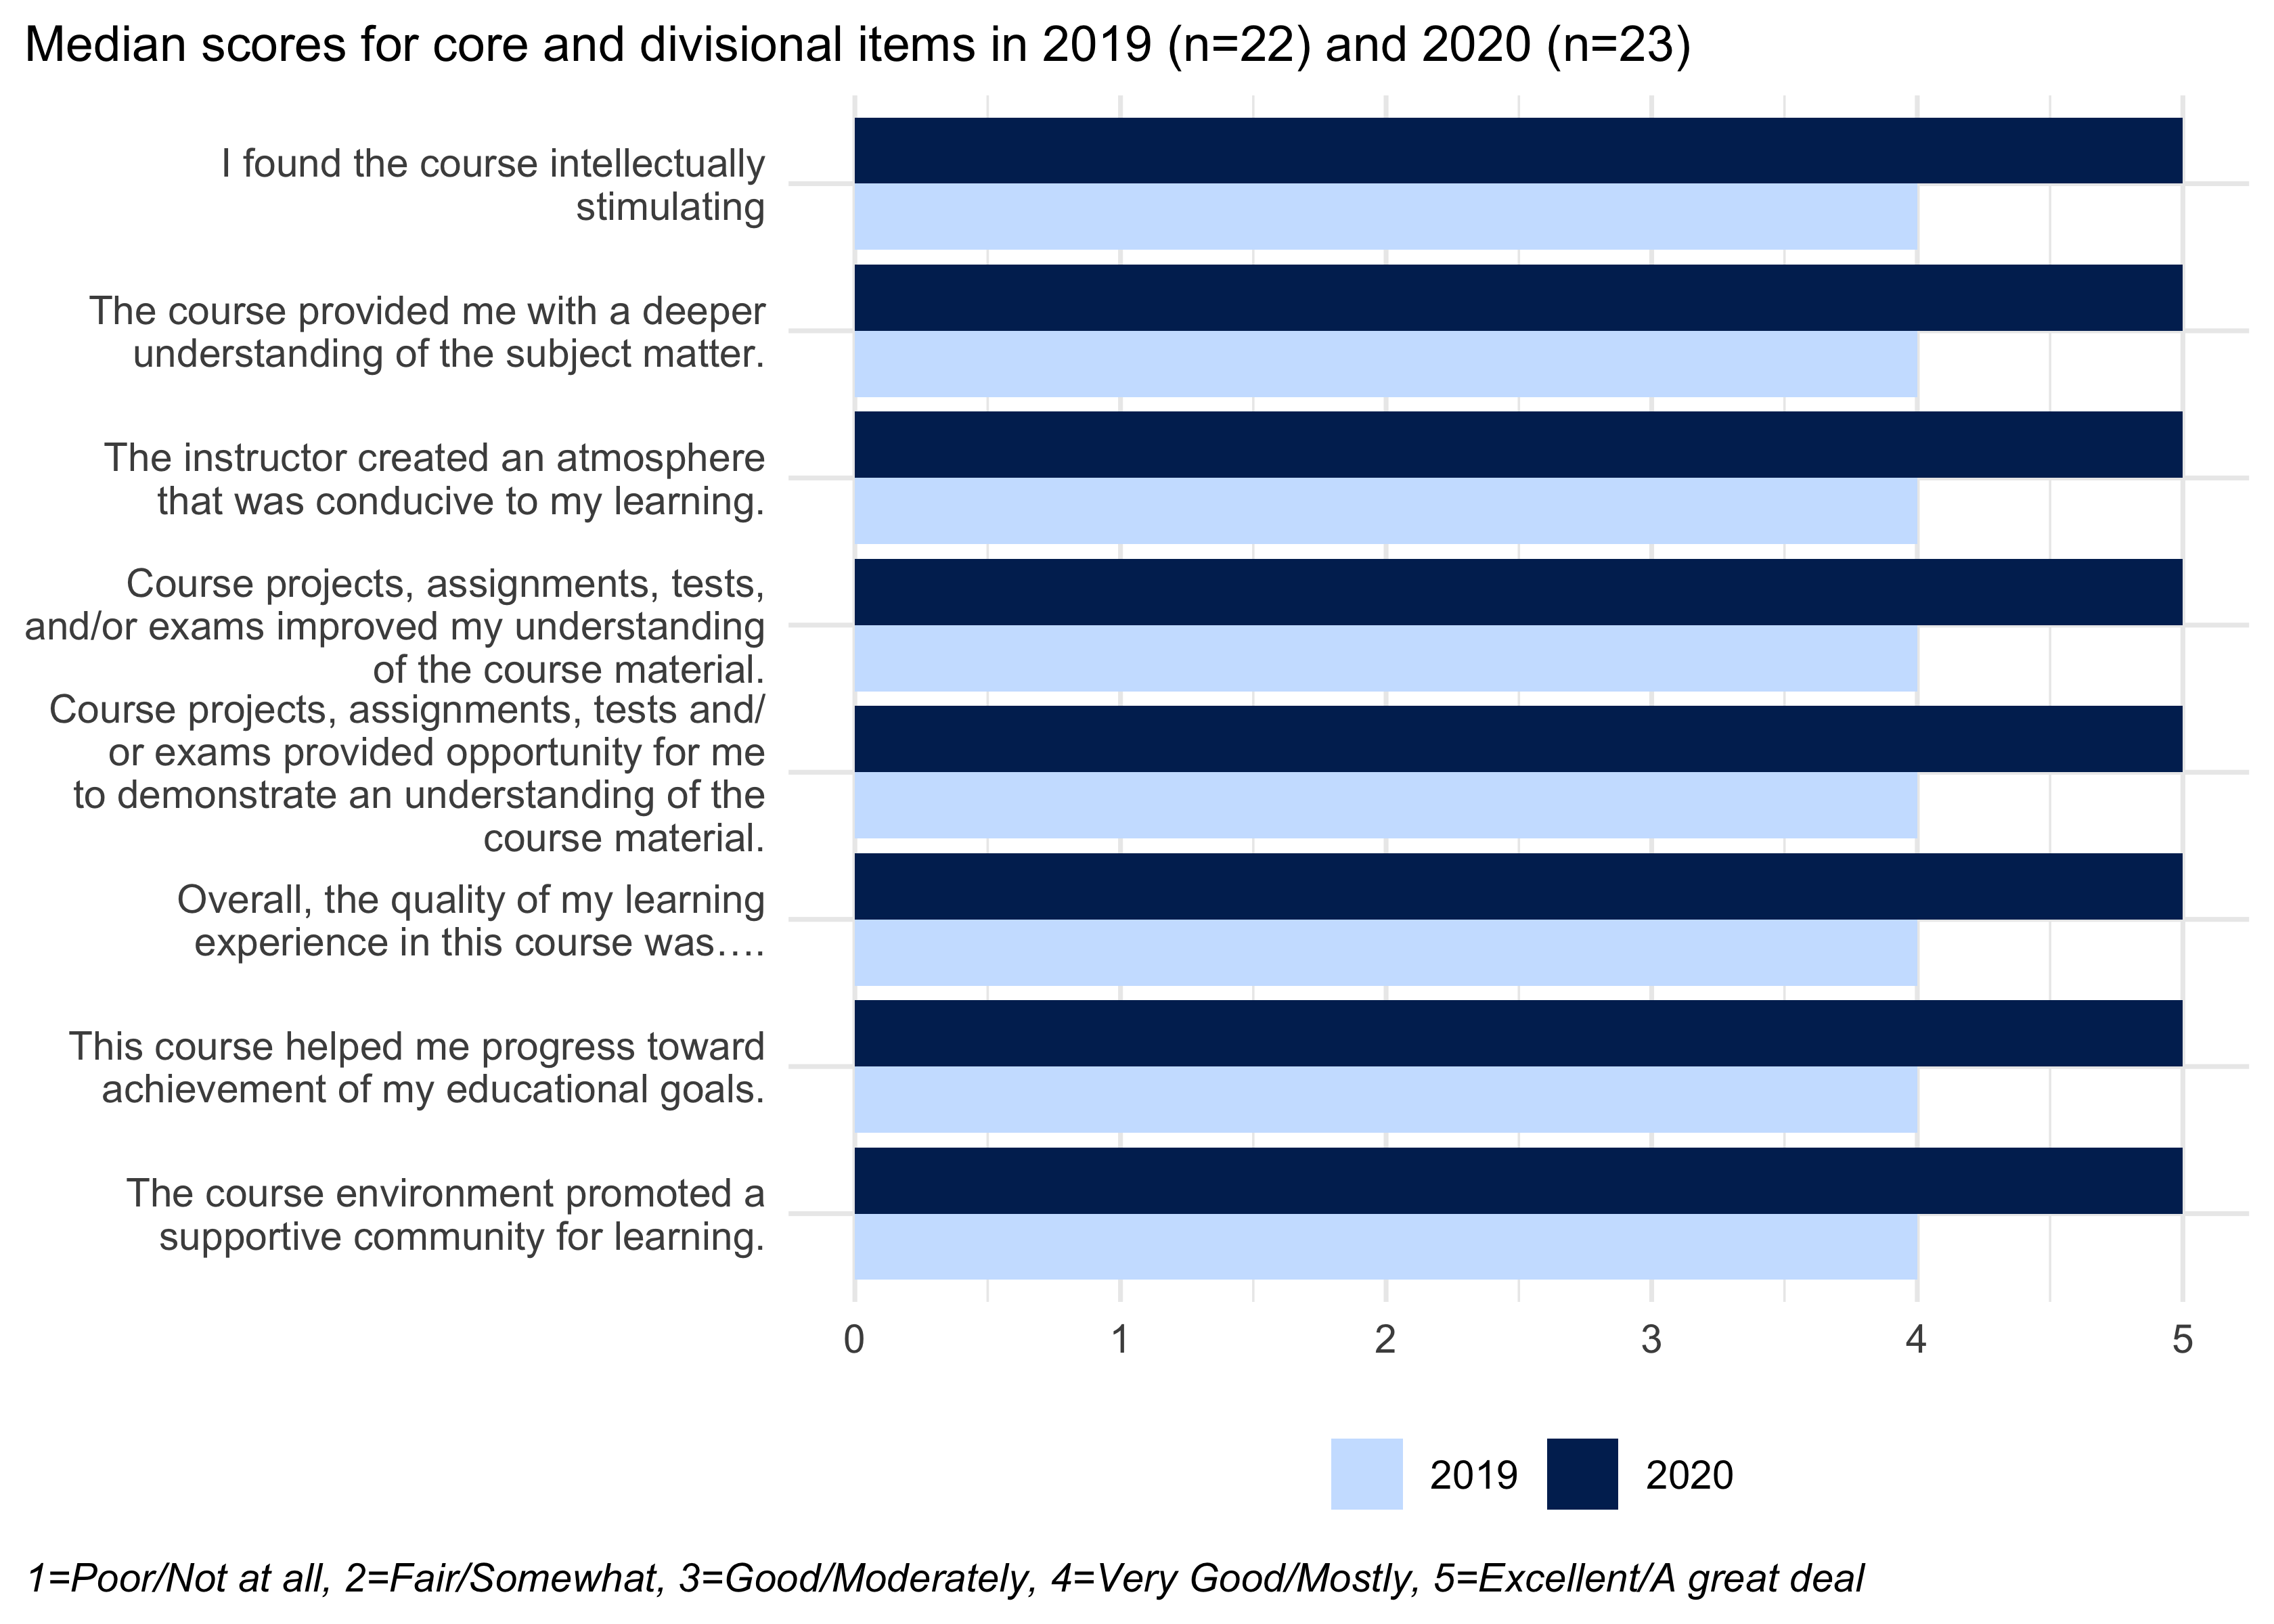 Median scores for core and divisional items in 2019 (n=22) and 2020 (n=23)
I found the course intellectually
stimulating
The course provided me with a deeper
understanding of the subject matter.
The instructor created an atmosphere
that was conducive to my learning.
Course projects, assignments, tests,
and/or exams improved my understanding
of the course material.
Course projects, assignments, tests and/
or exams provided opportunity for me
to demonstrate an understanding of the
course material.
Overall, the quality of my learning
experience in this course was….
This course helped me progress toward
achievement of my educational goals.
The course environment promoted a
supportive community for learning.
0 1 2 3 4 5
2019 2020
1=Poor/Not at all, 2=Fair/Somewhat, 3=Good/Moderately, 4=Very Good/Mostly, 5=Excellent/A great deal